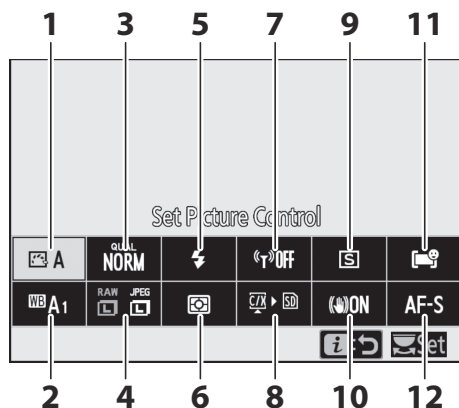 1 3 5 7 9 11
Set Picture Control
A QUAL NORM OFF S
WB A1 RAW L JPEG L C/X SD ON AF-S
i Set
2 4 6 8 10 12